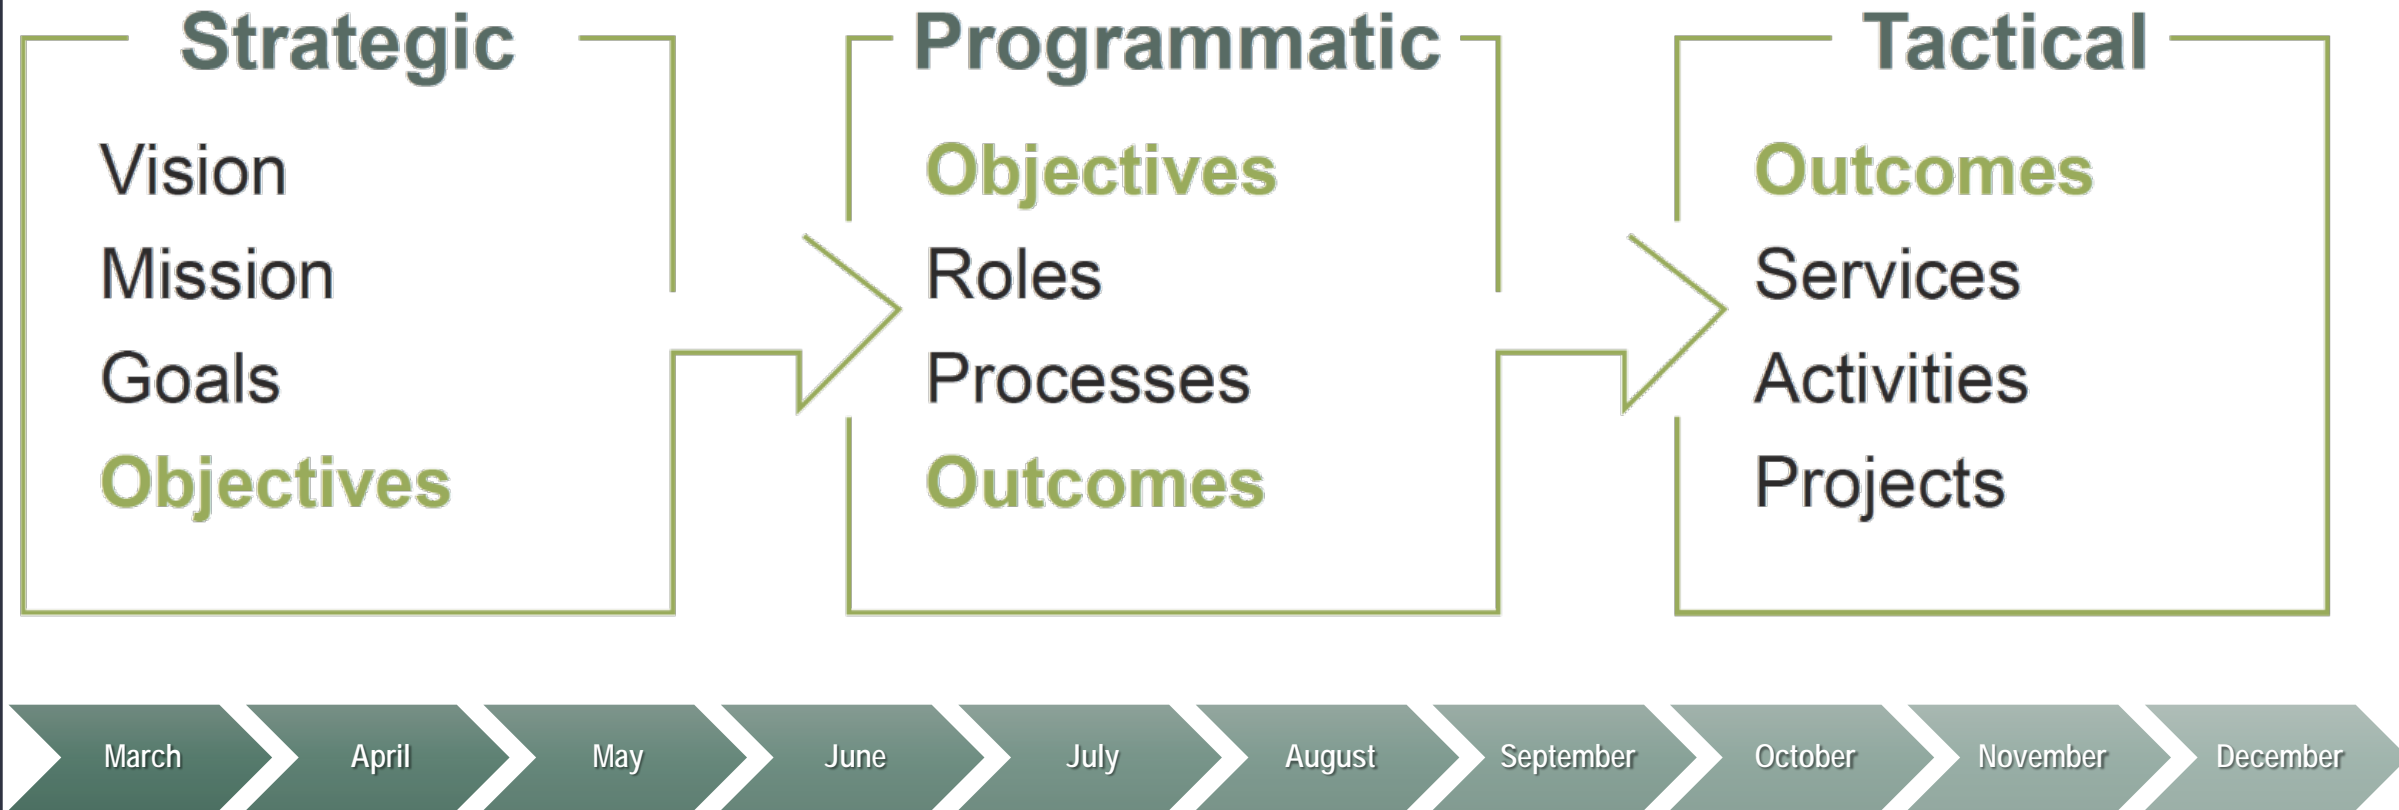 Strategic
Vision
Mission
Goals
Objectives
Programmatic
Objectives
Roles
Processes
Outcomes
Tactical
Outcomes
Services
Activities
Projects
March
April
May
June
July
August
September
October
November
December